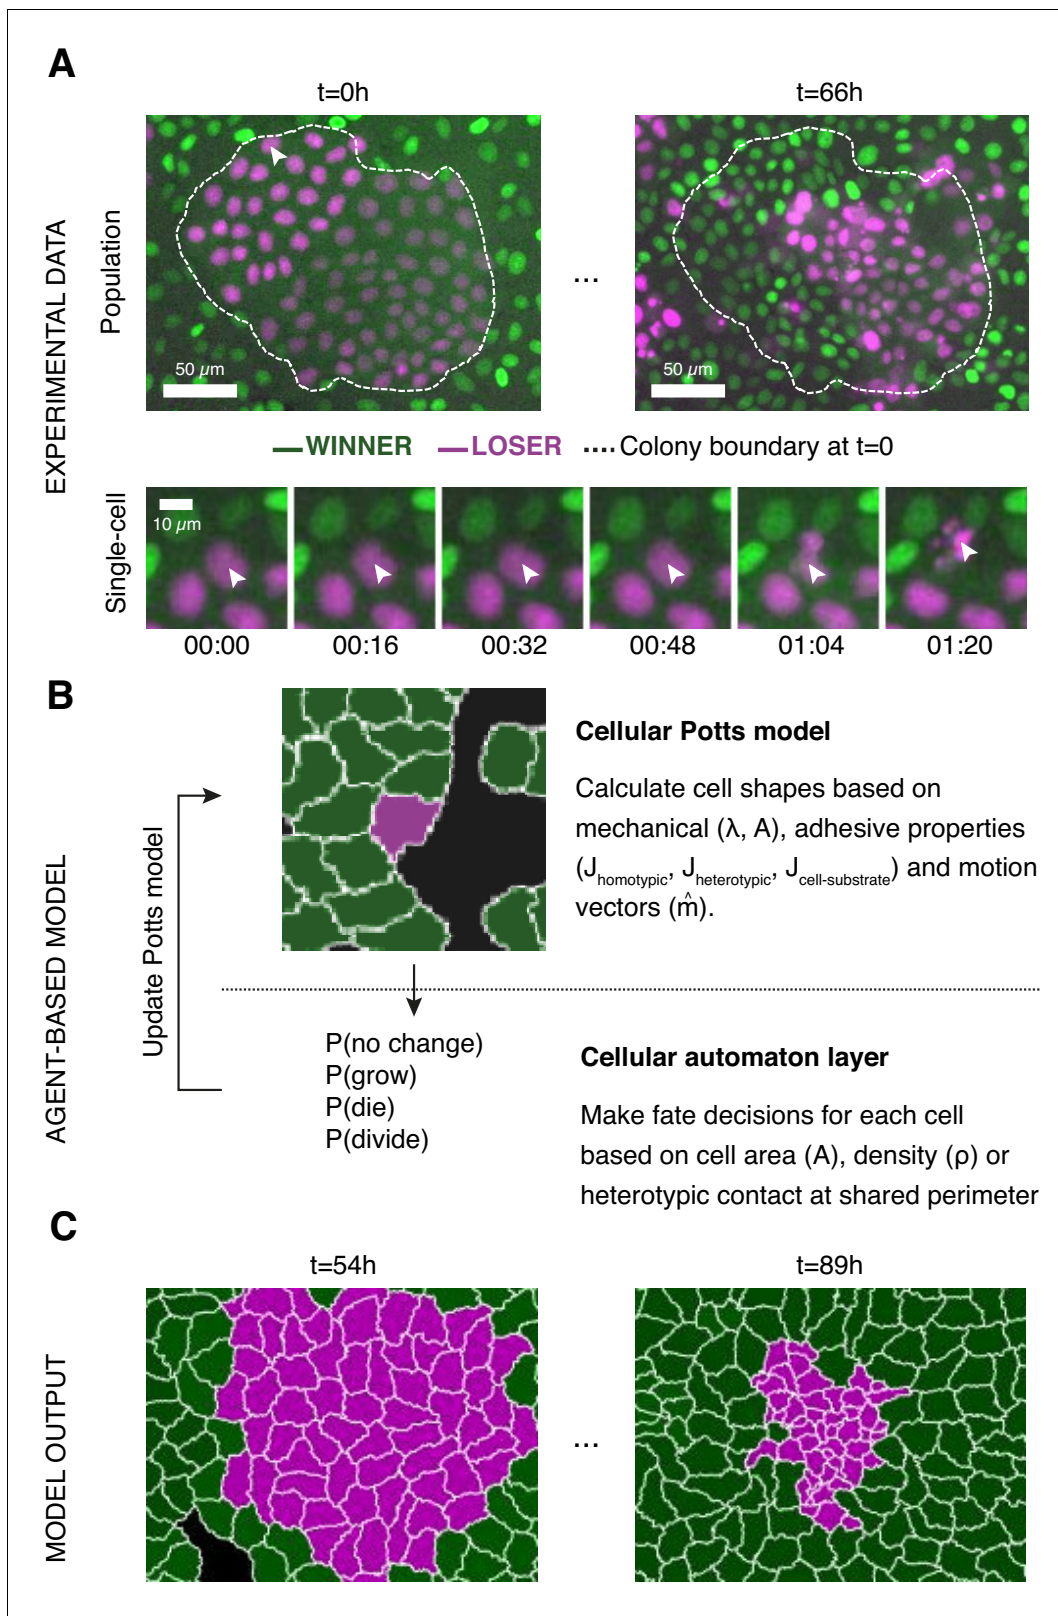 A
t=0h
t=66h
EXPERIMENTAL DATA
Population
50 µm
...
50 µm
WINNER LOSER Colony boundary at t=0
Single-cell
10 µm
00:00 00:16 00:32 00:48 01:04 01:20
B
AGENT-BASED MODEL
Update Potts model
Cellular Potts model
Calculate cell shapes based on
mechanical (λ, A), adhesive properties
(J_homotypic, J_heterotypic, J_cell-substrate) and motion
vectors (m̂).
P(no change)
P(grow)
P(die)
P(divide)
Cellular automaton layer
Make fate decisions for each cell
based on cell area (A), density (ρ) or
heterotypic contact at shared perimeter
C
MODEL OUTPUT
t=54h
t=89h
...